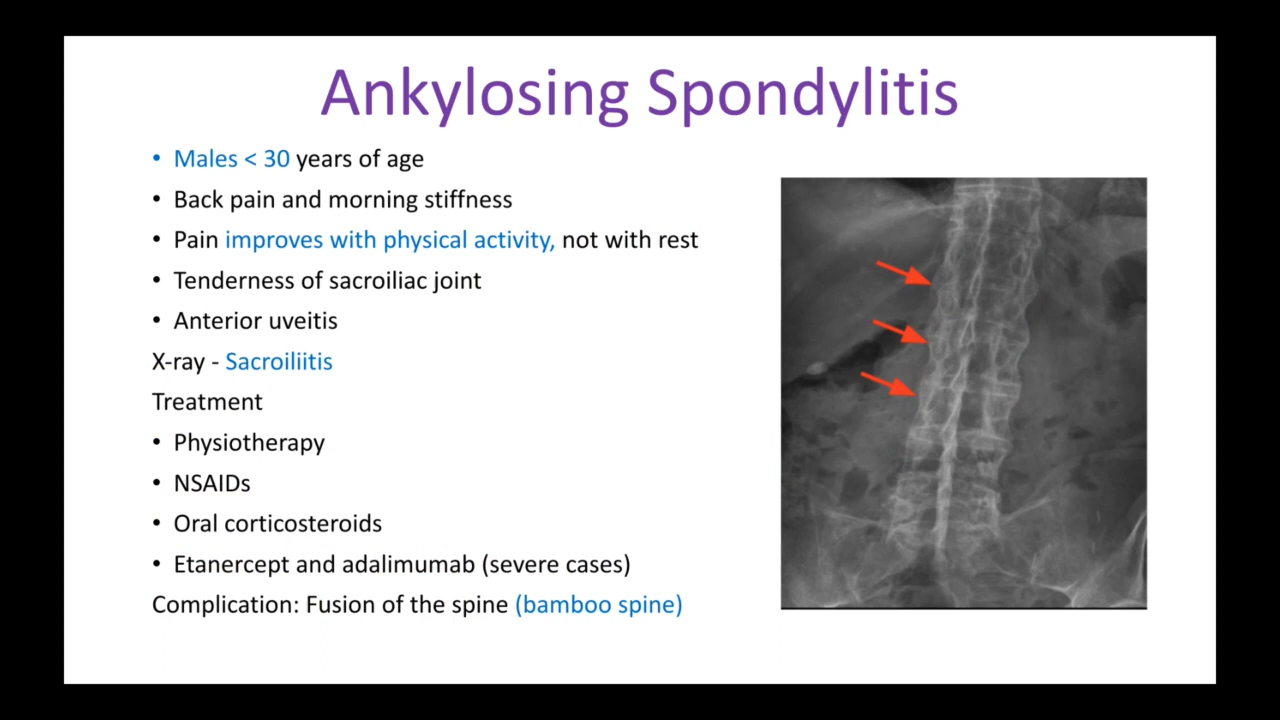 Ankylosing Spondylitis
• Males < 30 years of age
• Back pain and morning stiffness
• Pain improves with physical activity, not with rest
• Tenderness of sacroiliac joint
• Anterior uveitis
X-ray - Sacroiliitis
Treatment
• Physiotherapy
• NSAIDs
• Oral corticosteroids
• Etanercept and adalimumab (severe cases)
Complication: Fusion of the spine (bamboo spine)